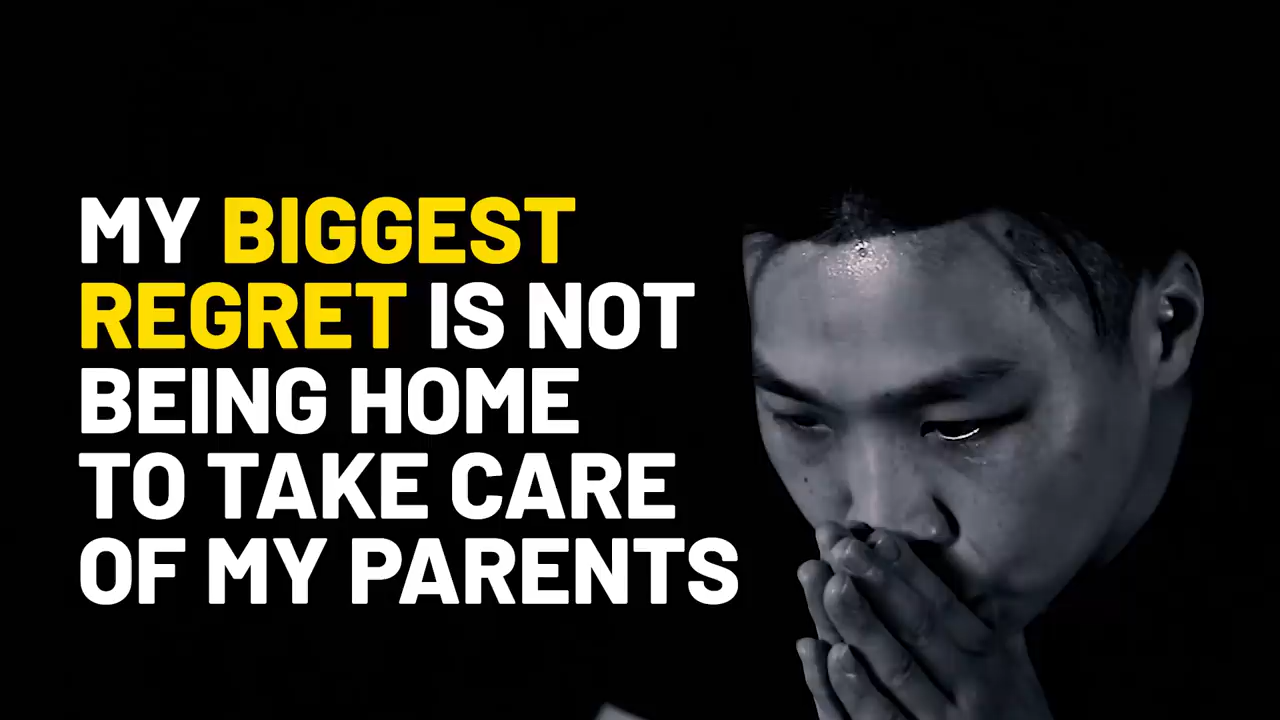 MY BIGGEST
REGRET IS NOT
BEING HOME
TO TAKE CARE
OF MY PARENTS